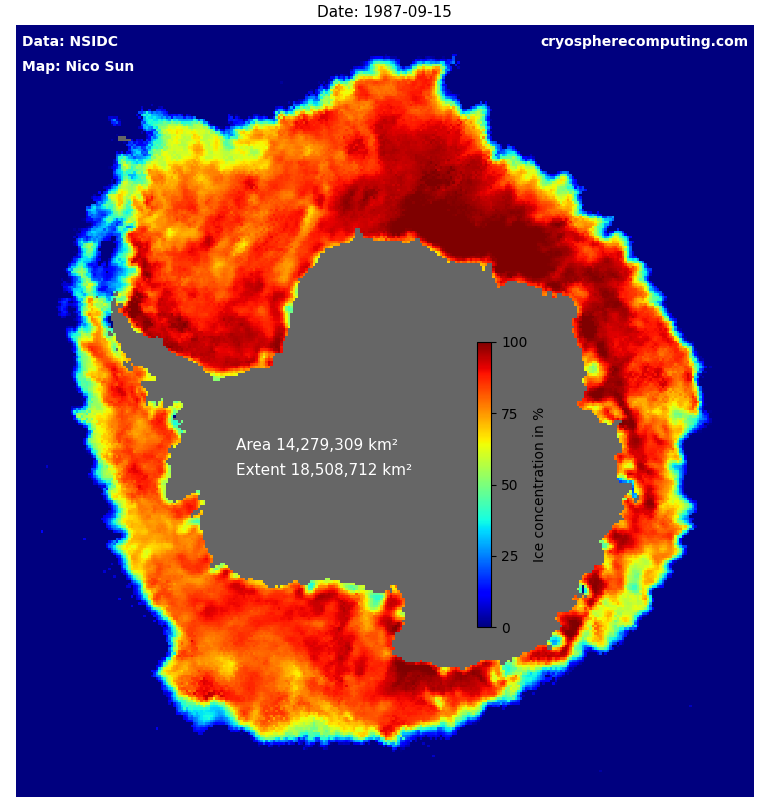 Date: 1987-09-15
Data: NSIDC
cryospherecomputing.com
Map: Nico Sun
100
75
50
25
0
Ice concentration in %
Area 14,279,309 km²
Extent 18,508,712 km²